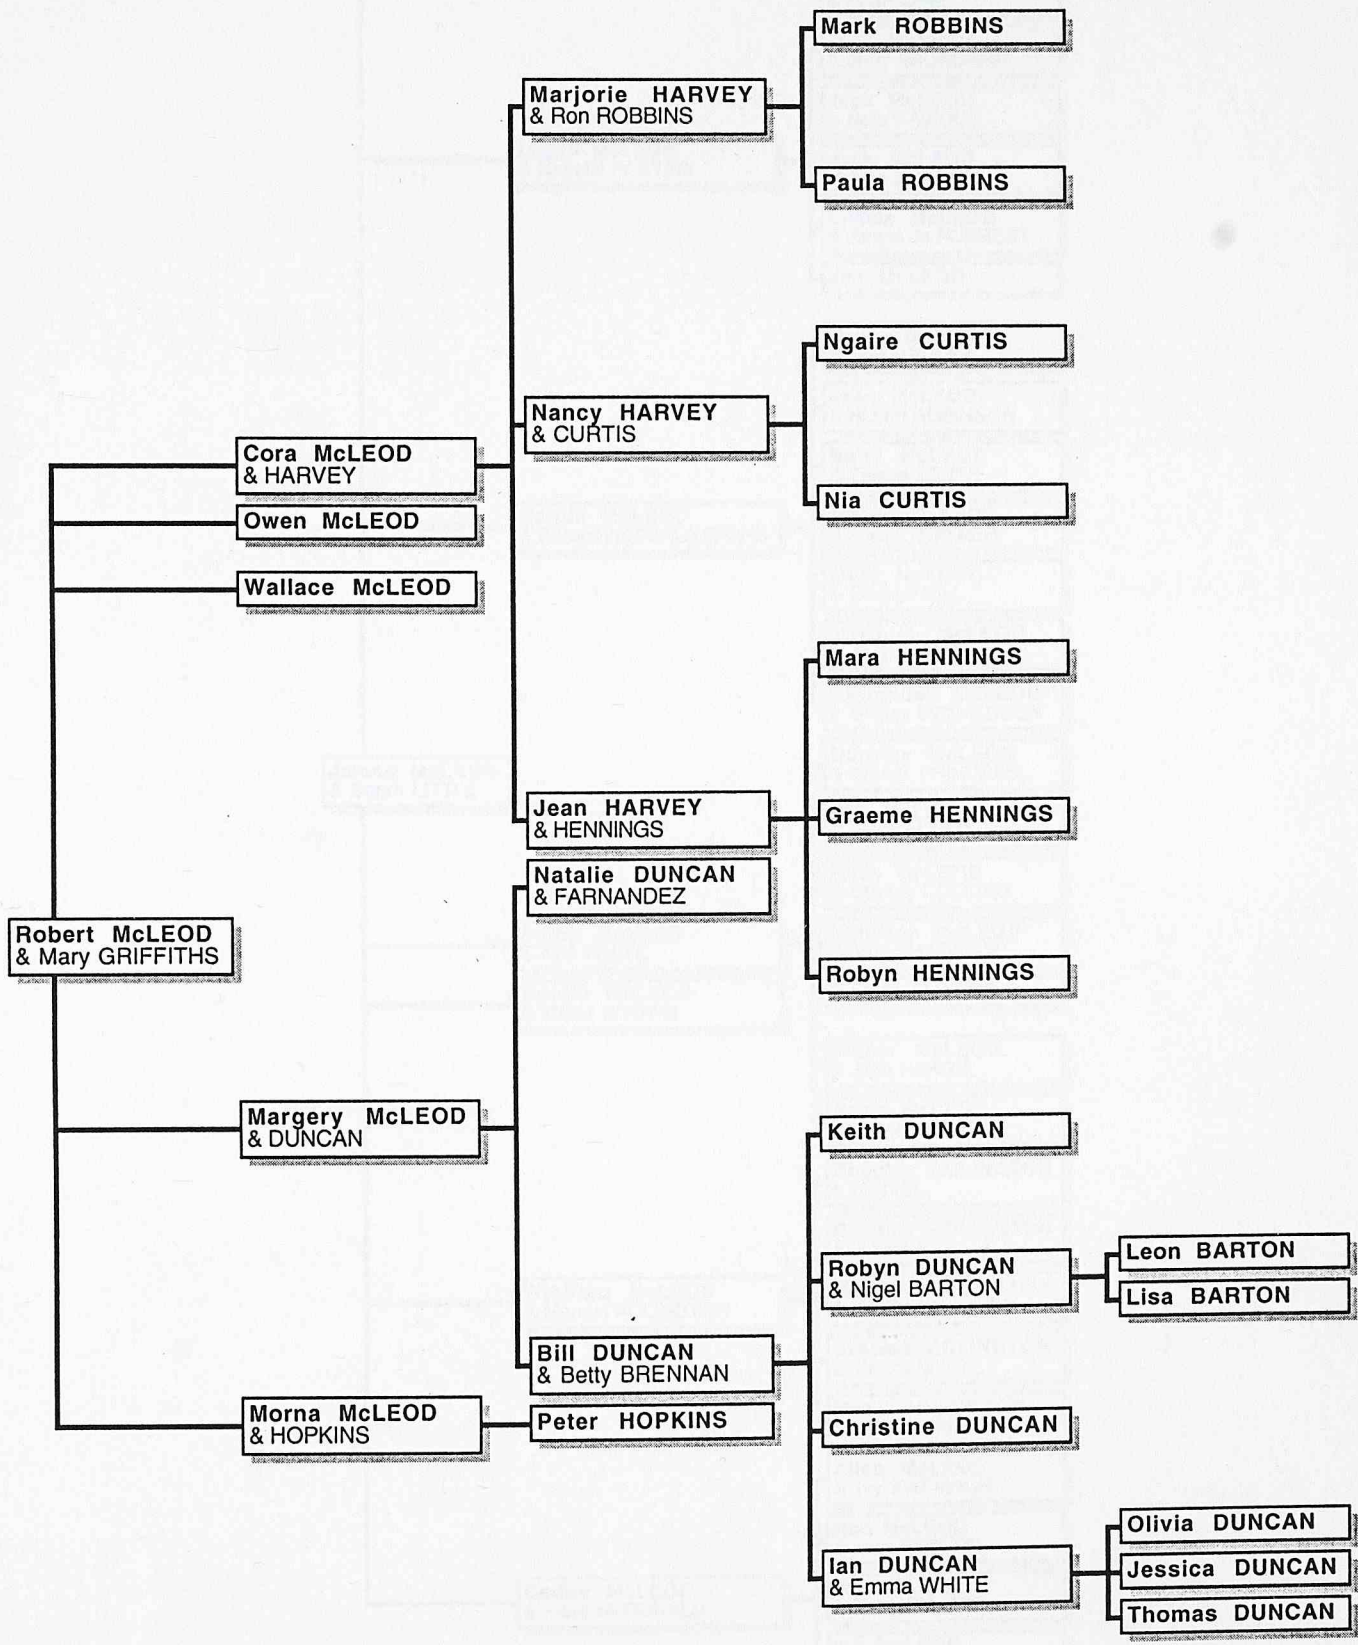 Mark ROBBINS
Marjorie HARVEY
& Ron ROBBINS
Paula ROBBINS
Ngaire CURTIS
Nancy HARVEY
& CURTIS
Cora McLEOD
& HARVEY
Nia CURTIS
Owen McLEOD
Wallace McLEOD
Mara HENNINGS
Jean HARVEY
& HENNINGS
Graeme HENNINGS
Natalie DUNCAN
& FARNANDEZ
Robert McLEOD
& Mary GRIFFITHS
Robyn HENNINGS
Margery McLEOD
& DUNCAN
Keith DUNCAN
Robyn DUNCAN
& Nigel BARTON
Leon BARTON
Lisa BARTON
Bill DUNCAN
& Betty BRENNAN
Morna McLEOD
& HOPKINS
Peter HOPKINS
Christine DUNCAN
Ian DUNCAN
& Emma WHITE
Olivia DUNCAN
Jessica DUNCAN
Thomas DUNCAN